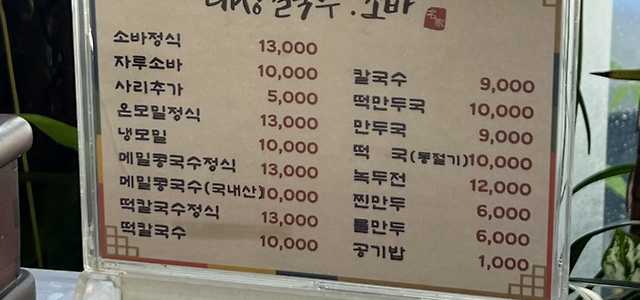 칼국수 . 소바
소바정식 13,000
자루소바 10,000
사리추가 5,000
온모밀정식 13,000
냉모밀 10,000
메밀콩국수정식 13,000
메밀콩국수(국내산) 10,000
떡칼국수정식 13,000
떡칼국수 10,000
칼국수 9,000
떡만두국 10,000
만두국 9,000
떡 국(동절기) 10,000
녹두전 12,000
찐만두 6,000
튤만두 6,000
공기밥 1,000